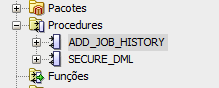 Pacotes
Procedures
ADD_JOB_HISTORY
SECURE_DML
Funções